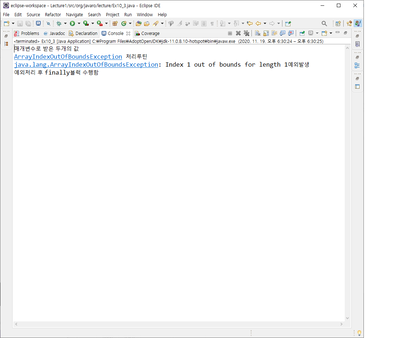 eclipse-workspace - Lecture1/src/org/javaro/lecture/Ex10_3.java - Eclipse IDE
File Edit Source Refactor Navigate Search Project Run Window Help
Problems Javadoc Declaration Console
<terminated> Ex10_3 [Java Application] C:\Program Files\AdoptOpenJDK\jdk-11.0.8.10-hotspot\bin\javaw.exe (2020. 11. 19. 오후 6:30:24 – 오후 6:30:25)
매개변수로 받은 두개의 값
ArrayIndexOutOfBoundsException 처리루틴
java.lang.ArrayIndexOutOfBoundsException: Index 1 out of bounds for length 1예외발생
예외처리 후 finally블럭 수행함